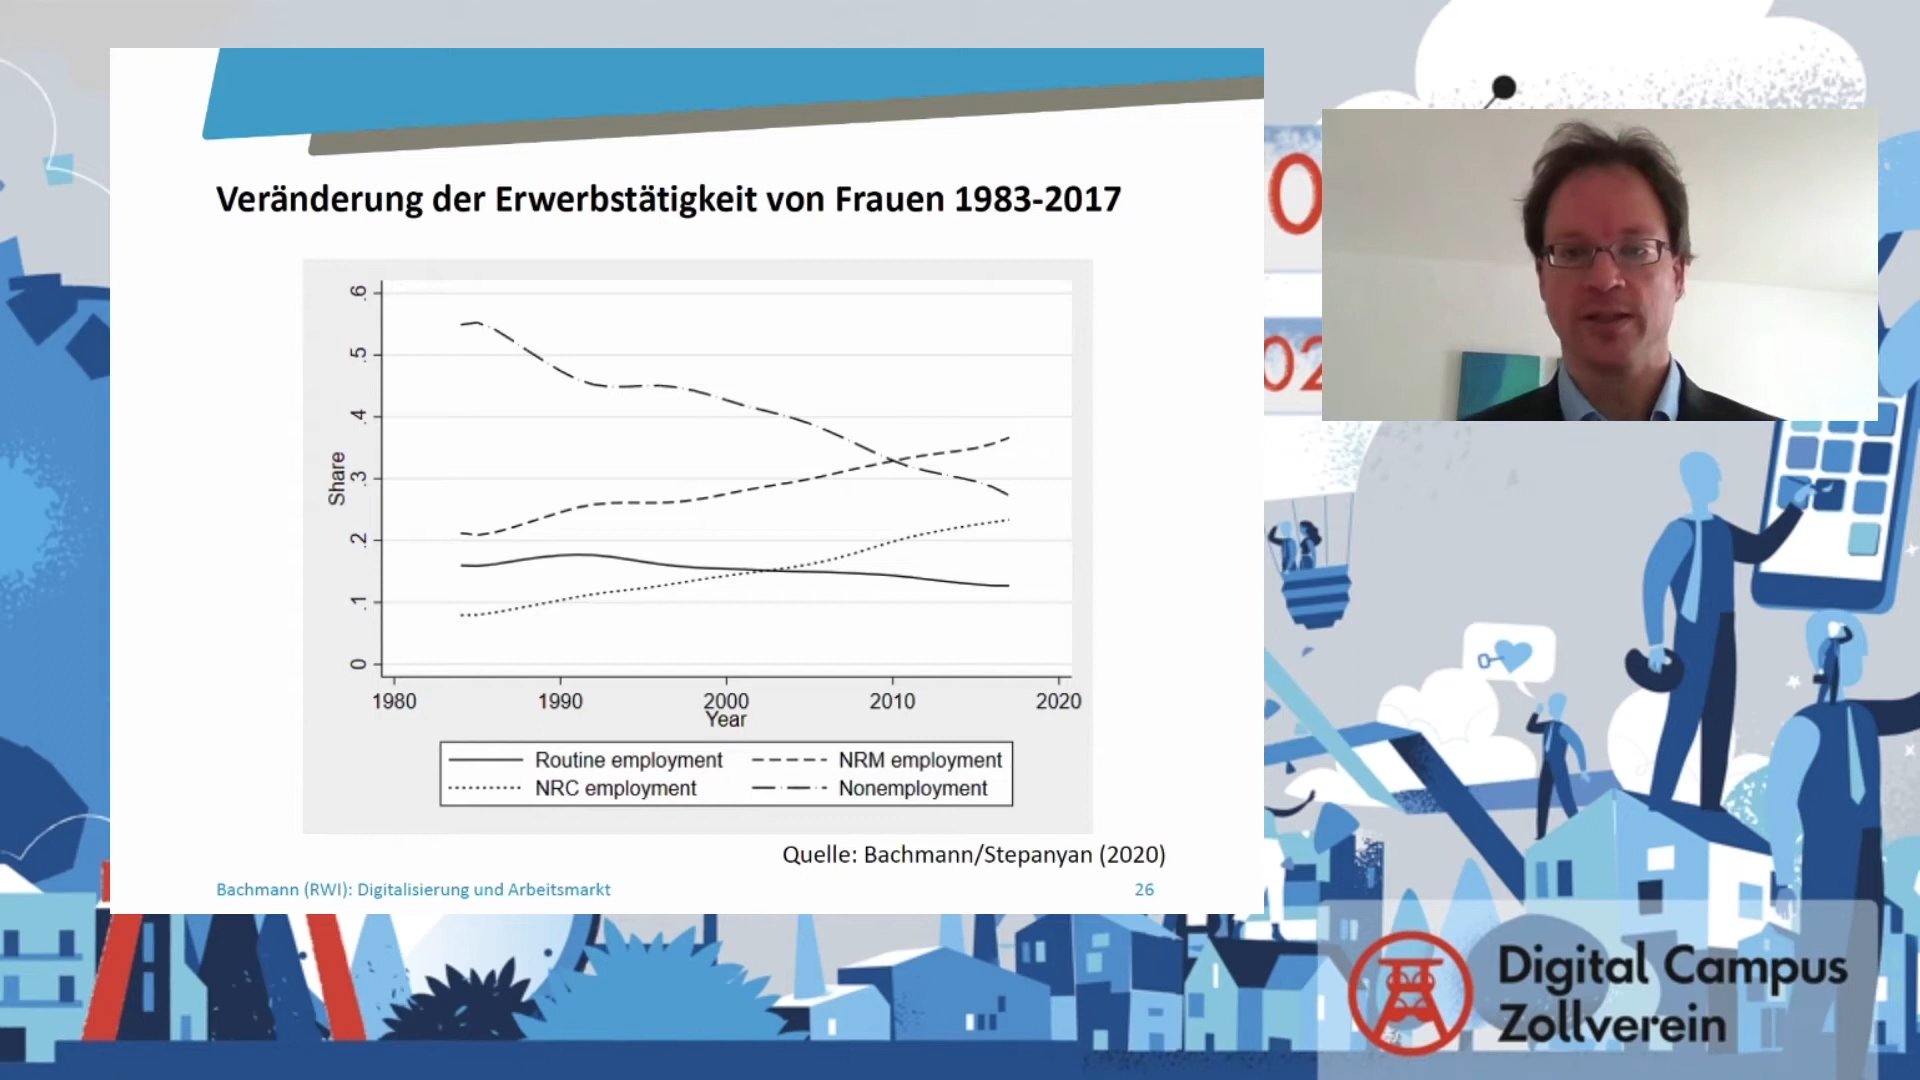 Veränderung der Erwerbstätigkeit von Frauen 1983-2017
.6
.5
.4
.3
.2
.1
0
Share
1980 1990 2000 2010 2020
Year
Routine employment NRM employment
NRC employment Nonemployment
Quelle: Bachmann/Stepanyan (2020)
Bachmann (RWI): Digitalisierung und Arbeitsmarkt 26
Digital Campus
Zollverein